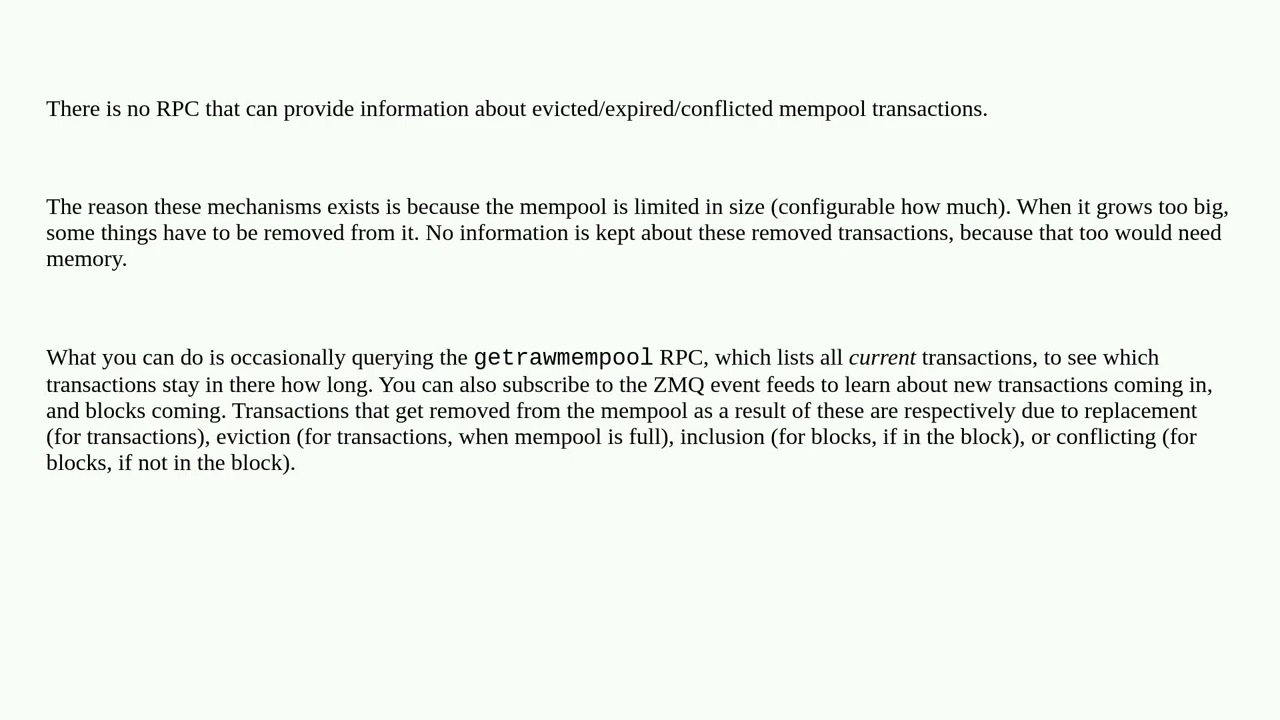 There is no RPC that can provide information about evicted/expired/conflicted mempool transactions.
The reason these mechanisms exists is because the mempool is limited in size (configurable how much). When it grows too big,
some things have to be removed from it. No information is kept about these removed transactions, because that too would need
memory.
What you can do is occasionally querying the getrawmempool RPC, which lists all current transactions, to see which
transactions stay in there how long. You can also subscribe to the ZMQ event feeds to learn about new transactions coming in,
and blocks coming. Transactions that get removed from the mempool as a result of these are respectively due to replacement
(for transactions), eviction (for transactions, when mempool is full), inclusion (for blocks, if in the block), or conflicting (for
blocks, if not in the block).